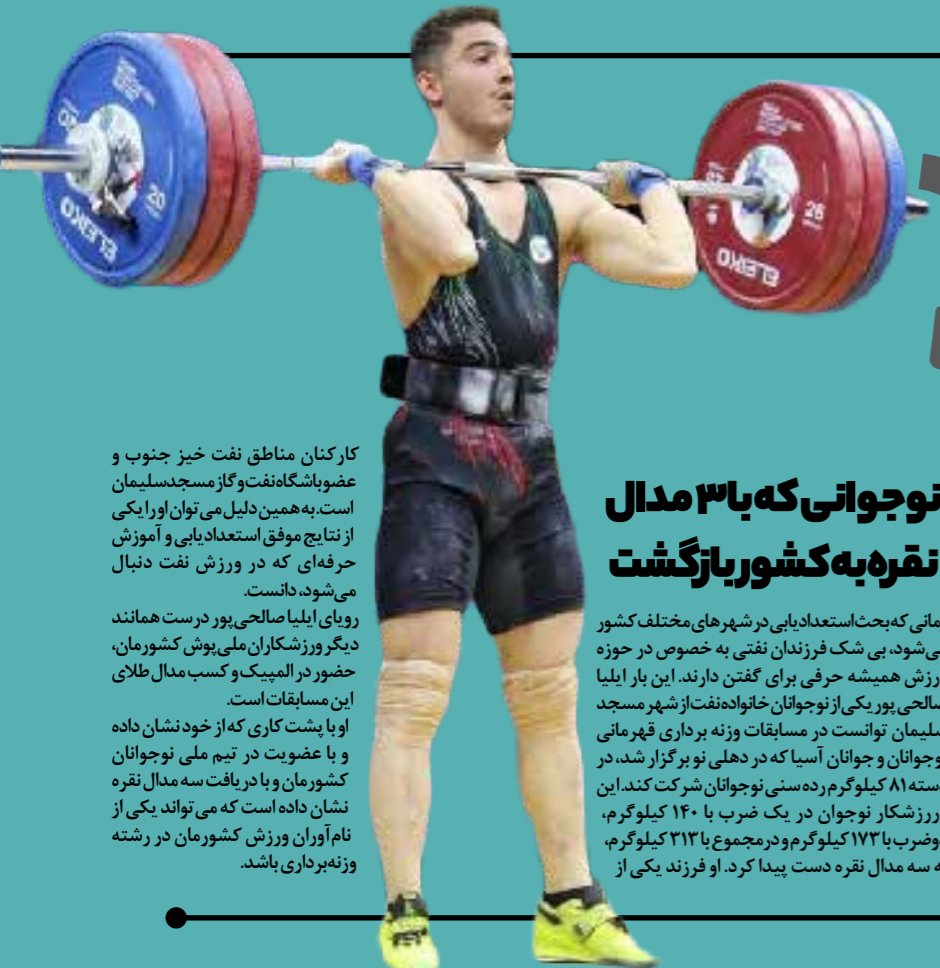 نوجوانی که با ۳ مدال
نقره به کشور بازگشت
مانی که بحث استعدادیابی در شهرهای مختلف کشور
ی‌شود، بی شک فرزندان نفتی به خصوص در حوزه
رزش همیشه حرفی برای گفتن دارند. این بار ایلیا
صالحی پور یکی از نوجوانان خانواده نفت از شهر مسجد
سلیمان توانست در مسابقات وزنه برداری قهرمانی
وجوانان و جوانان آسیا که در دهلی نو برگزار شد، در
دسته ۸۱ کیلوگرم رده سنی نوجوانان شرکت کند. این
ورزشکار نوجوان در یک ضرب با ۱۴۰ کیلوگرم،
وضرب با ۱۷۳ کیلوگرم و درمجموع با ۳۱۳ کیلوگرم،
ه سه مدال نقره دست پیدا کرد. او فرزند یکی از
کارکنان مناطق نفت خیز جنوب و
عضو باشگاه نفت و گاز مسجدسلیمان
است. به همین دلیل می توان او را یکی
از نتایج موفق استعدادیابی و آموزش
حرفه‌ای که در ورزش نفت دنبال
می‌شود، دانست.
رویای ایلیا صالحی‌پور درست همانند
دیگر ورزشکاران ملی‌پوش کشورمان،
حضور در المپیک و کسب مدال طلای
این مسابقات است.
او با پشت کاری که از خود نشان داده
و با عضویت در تیم ملی نوجوانان
کشورمان و با دریافت سه مدال نقره
نشان داده است که می تواند یکی از
نام‌آوران ورزش کشورمان در رشته
وزنه‌برداری باشد.
ELEIKO
20
ELEIKO
25